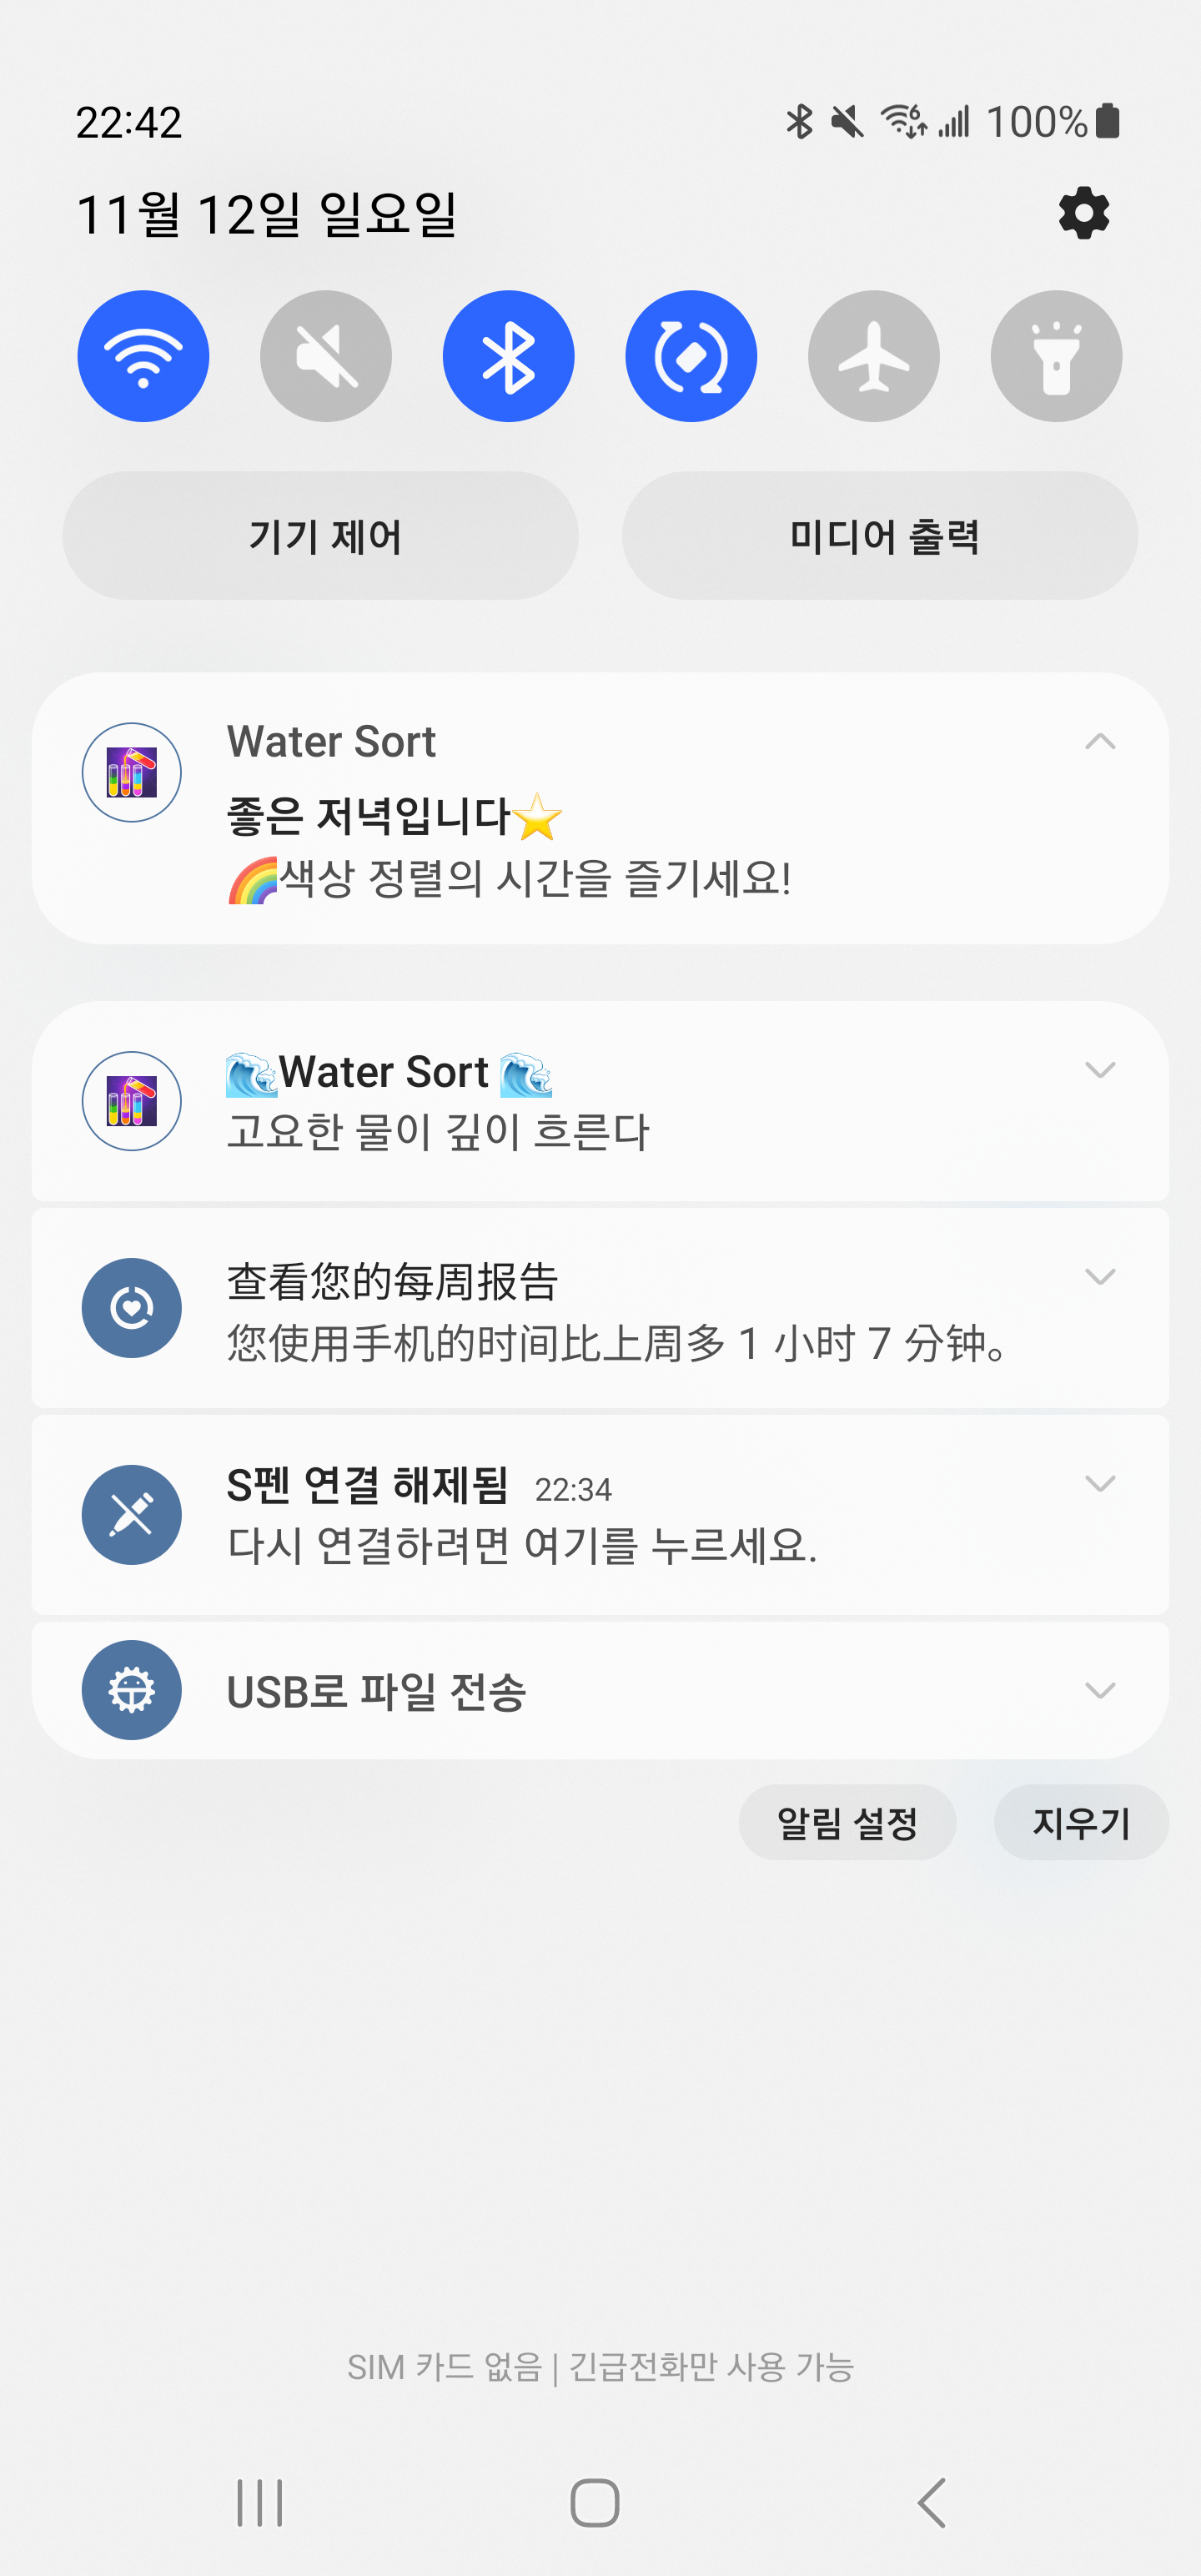 22:42
100%
11월 12일 일요일
기기 제어
미디어 출력
Water Sort
좋은 저녁입니다⭐
🌈색상 정렬의 시간을 즐기세요!
🌊Water Sort 🌊
고요한 물이 깊이 흐른다
查看您的每周报告
您使用手机的时间比上周多 1 小时 7 分钟。
S펜 연결 해제됨 22:34
다시 연결하려면 여기를 누르세요.
USB로 파일 전송
알림 설정
지우기
SIM 카드 없음 | 긴급전화만 사용 가능